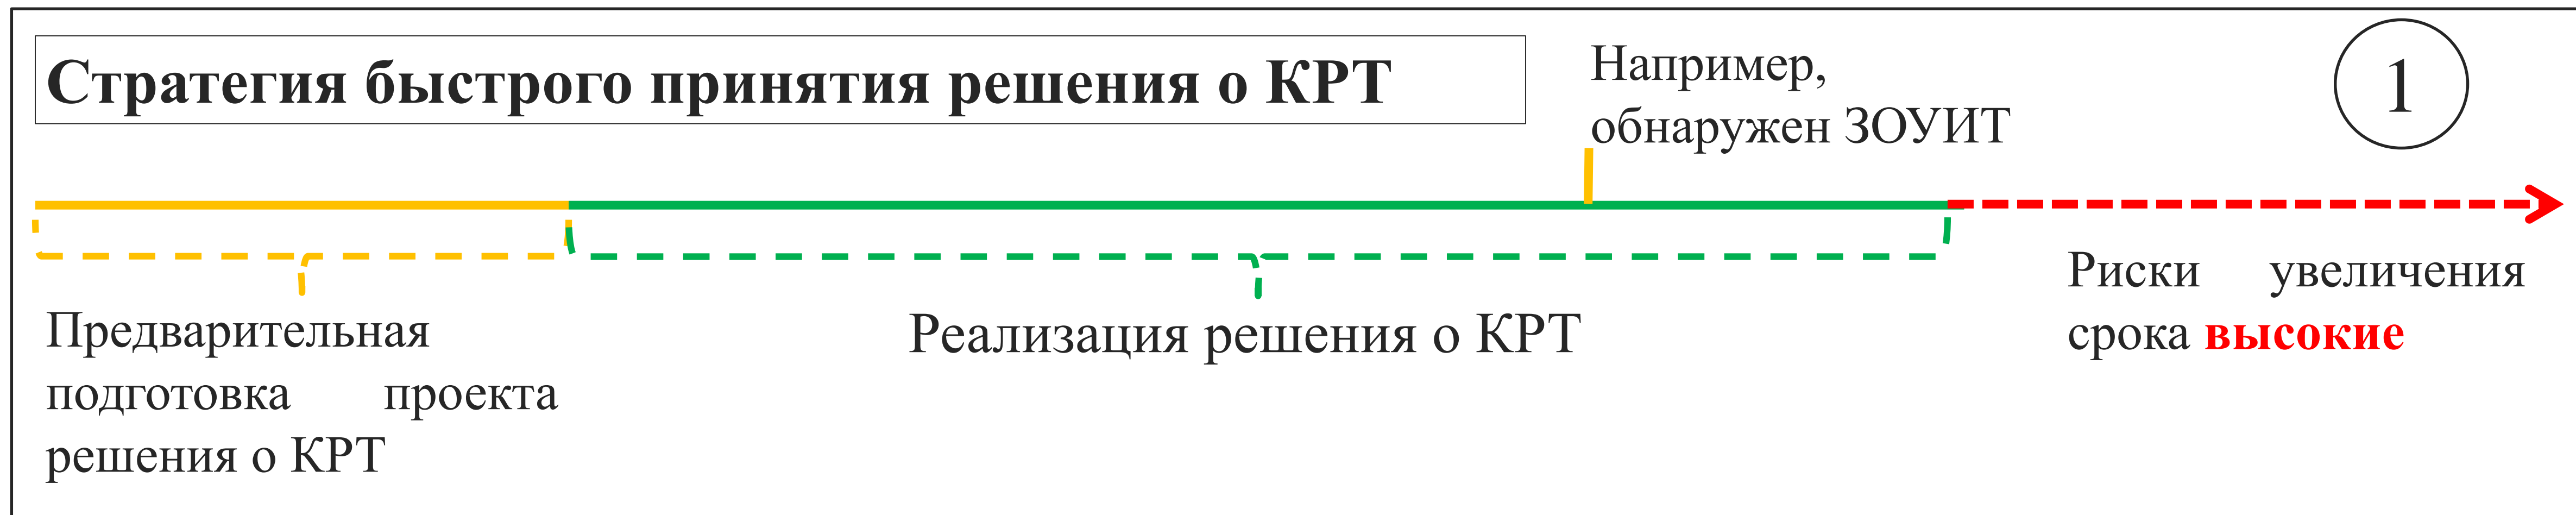 Стратегия быстрого принятия решения о КРТ
Например,
обнаружен ЗОУИТ
1
Предварительная
подготовка проекта
решения о КРТ
Реализация решения о КРТ
Риски увеличения
срока высокие